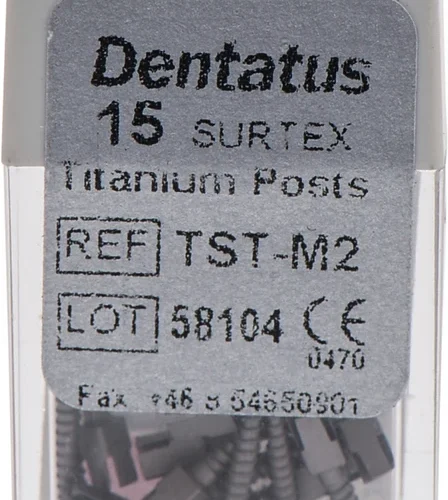 Dentatus
15 SURTEX
Titanium Posts
REF TST-M2
LOT 58104 CE
0470
Fax +46 8 54650901